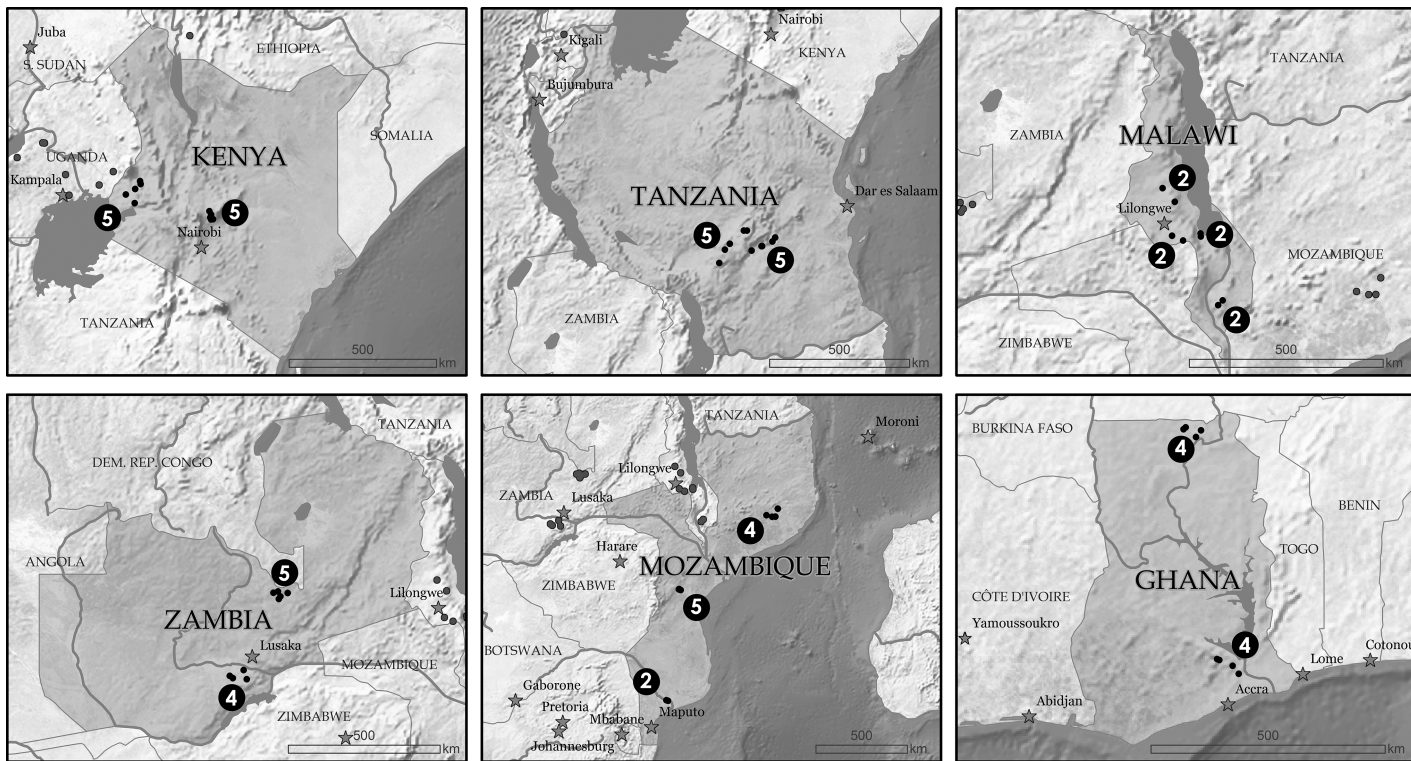 Juba
S. SUDAN
ETHIOPIA
SOMALIA
UGANDA
KENYA
Kampala
5
5
Nairobi
TANZANIA
500
km
Nairobi
Kigali
KENYA
Bujumbura
TANZANIA
Dar es Salaam
5
5
ZAMBIA
500
km
TANZANIA
ZAMBIA
MALAWI
2
Lilongwe
2
2
MOZAMBIQUE
2
ZIMBABWE
500
km
TANZANIA
DEM. REP. CONGO
ANGOLA
5
Lilongwe
ZAMBIA
Lusaka
MOZAMBIQUE
4
ZIMBABWE
500
km
TANZANIA
Moroni
Lilongwe
ZAMBIA
Lusaka
4
Harare
MOZAMBIQUE
ZIMBABWE
5
BOTSWANA
2
Gaborone
Pretoria
Maputo
Mbabane
Johannesburg
500
km
BURKINA FASO
4
BENIN
TOGO
GHANA
CÔTE D'IVOIRE
Yamoussoukro
4
Cotonou
Lome
Accra
Abidjan
500
km